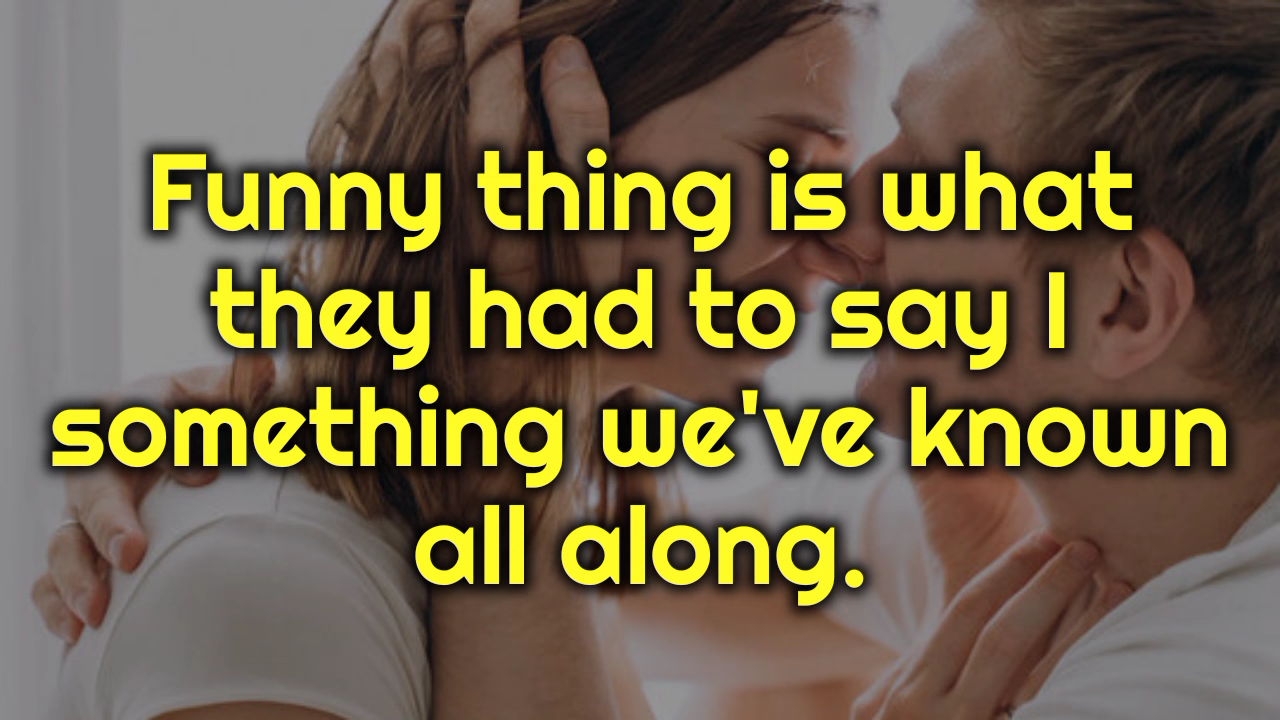 Funny thing is what
they had to say I
something we've known
all along.